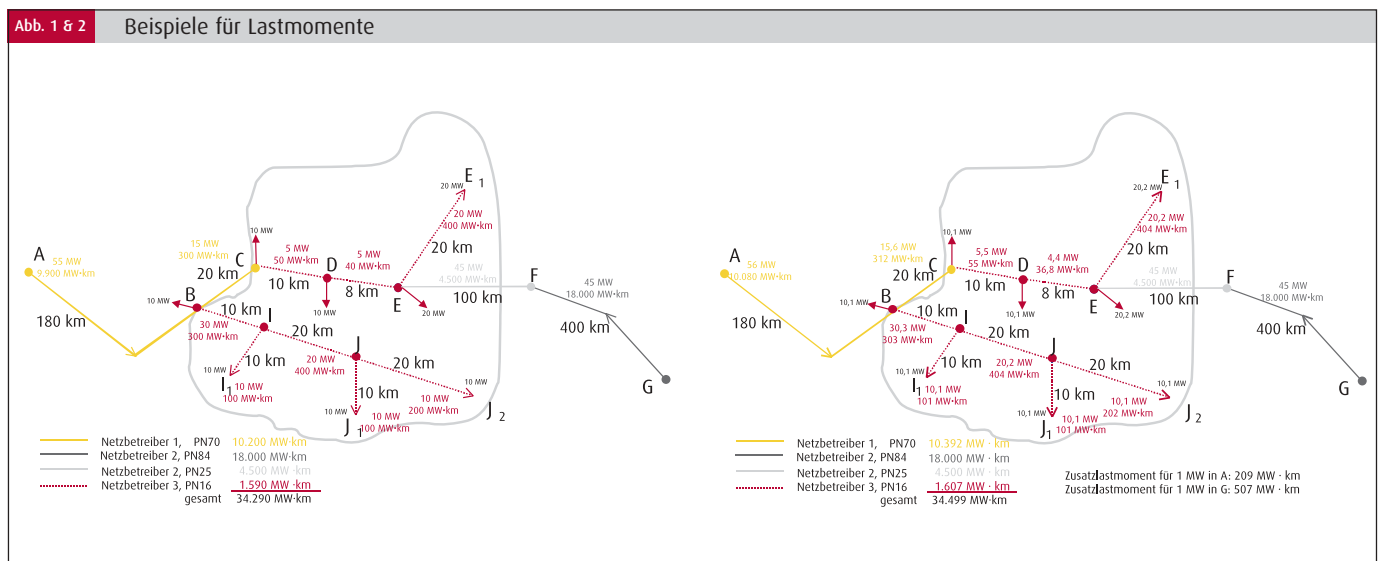 Abb. 1 & 2
Beispiele für Lastmomente
A
55 MW
9.900 MW·km
180 km
15 MW
300 MW·km
20 km
C
10 MW
B
10 MW
10 km
30 MW
300 MW·km
5 MW
50 MW·km
10 km
D
10 MW
5 MW
40 MW·km
8 km
E
20 MW
20 MW
E 1
20 MW
400 MW·km
20 km
45 MW
4.500 MW·km
100 km
F
45 MW
18.000 MW·km
400 km
G
I
10 km
10 MW
I1
10 MW
100 MW·km
20 km
20 MW
400 MW·km
J
10 km
10 MW
10 MW
100 MW·km
J 1
20 km
10 MW
10 MW
200 MW·km
J 2
Netzbetreiber 1, PN70 10.200 MW·km
Netzbetreiber 2, PN84 18.000 MW·km
Netzbetreiber 2, PN25 4.500 MW ·km
Netzbetreiber 3, PN16 1.590 MW ·km
gesamt 34.290 MW·km
A
56 MW
10.080 MW·km
180 km
15,6 MW
312 MW·km
20 km
C
10,1 MW
B
10,1 MW
10 km
30,3 MW
303 MW·km
5,5 MW
55 MW·km
10 km
D
10,1 MW
4,4 MW
36,8 MW·km
8 km
E
20,2 MW
20,2 MW
E 1
20,2 MW
404 MW·km
20 km
45 MW
4.500 MW·km
100 km
F
45 MW
18.000 MW·km
400 km
G
I
10 km
10,1 MW
I1
10,1 MW
101 MW·km
20 km
20,2 MW
404 MW·km
J
10 km
10,1 MW
10,1 MW
101 MW·km
J1
20 km
10,1 MW
10,1 MW
202 MW·km
J 2
Netzbetreiber 1, PN70 10.392 MW · km
Netzbetreiber 2, PN84 18.000 MW · km
Netzbetreiber 2, PN25 4.500 MW · km
Netzbetreiber 3, PN16 1.607 MW · km
gesamt 34.499 MW·km
Zusatzlastmoment für 1 MW in A: 209 MW · km
Zusatzlastmoment für 1 MW in G: 507 MW · km